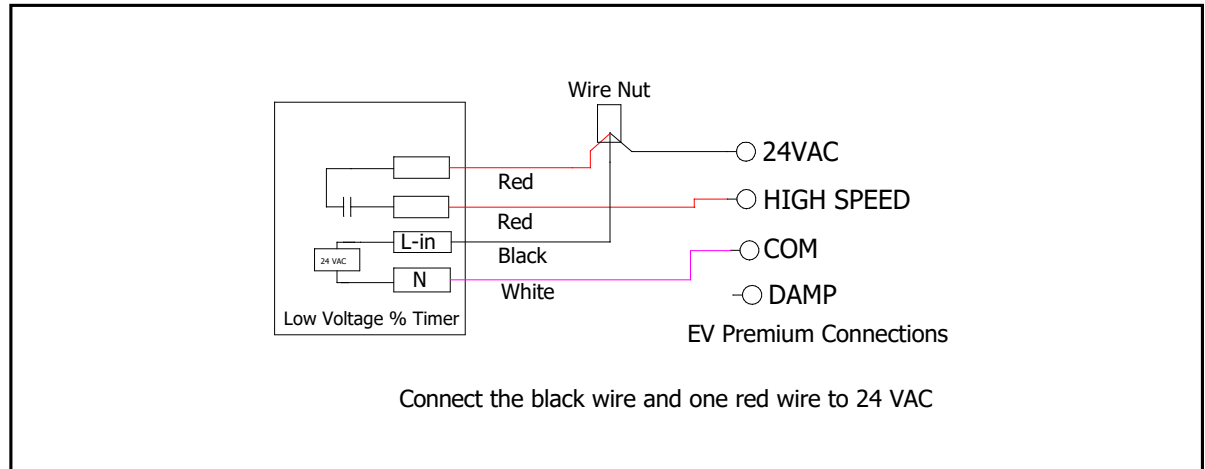 Wire Nut
24VAC
Red
HIGH SPEED
Red
L-in
Black
COM
24 VAC
N
White
DAMP
Low Voltage % Timer
EV Premium Connections
Connect the black wire and one red wire to 24 VAC